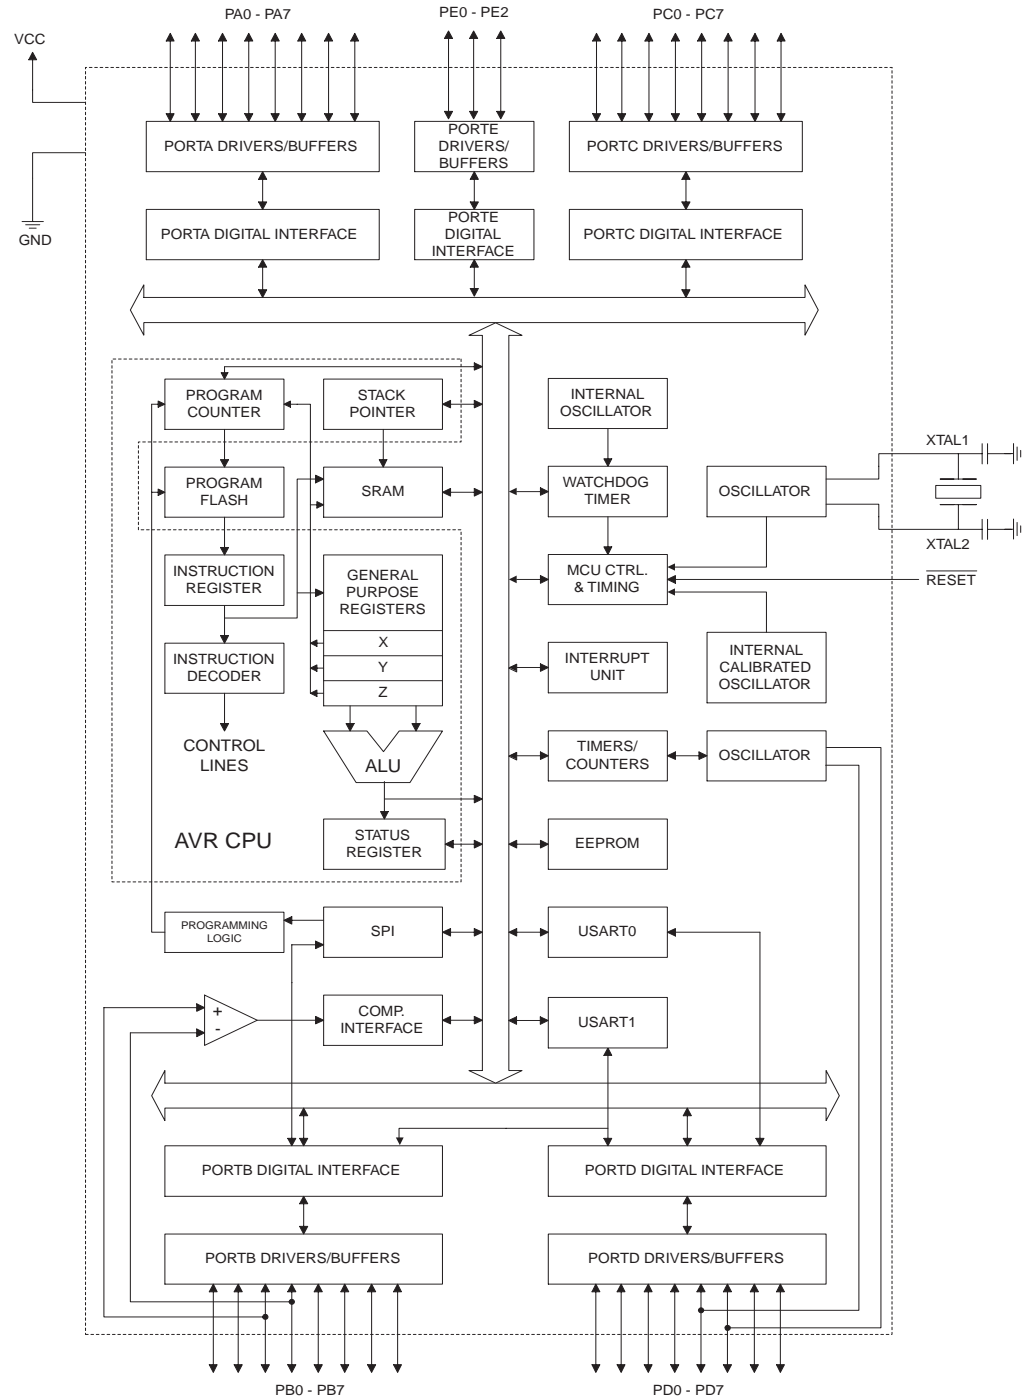 PA0 - PA7
PE0 - PE2
PC0 - PC7
VCC
GND
PORTA DRIVERS/BUFFERS
PORTE
DRIVERS/
BUFFERS
PORTC DRIVERS/BUFFERS
PORTA DIGITAL INTERFACE
PORTE
DIGITAL
INTERFACE
PORTC DIGITAL INTERFACE
PROGRAM
COUNTER
STACK
POINTER
INTERNAL
OSCILLATOR
PROGRAM
FLASH
SRAM
WATCHDOG
TIMER
OSCILLATOR
XTAL1
XTAL2
INSTRUCTION
REGISTER
GENERAL
PURPOSE
REGISTERS
X
Y
Z
MCU CTRL.
& TIMING
RESET
INSTRUCTION
DECODER
INTERRUPT
UNIT
INTERNAL
CALIBRATED
OSCILLATOR
CONTROL
LINES
ALU
TIMERS/
COUNTERS
OSCILLATOR
AVR CPU
STATUS
REGISTER
EEPROM
PROGRAMMING
LOGIC
SPI
USART0
+
-
COMP.
INTERFACE
USART1
PORTB DIGITAL INTERFACE
PORTD DIGITAL INTERFACE
PORTB DRIVERS/BUFFERS
PORTD DRIVERS/BUFFERS
PB0 - PB7
PD0 - PD7